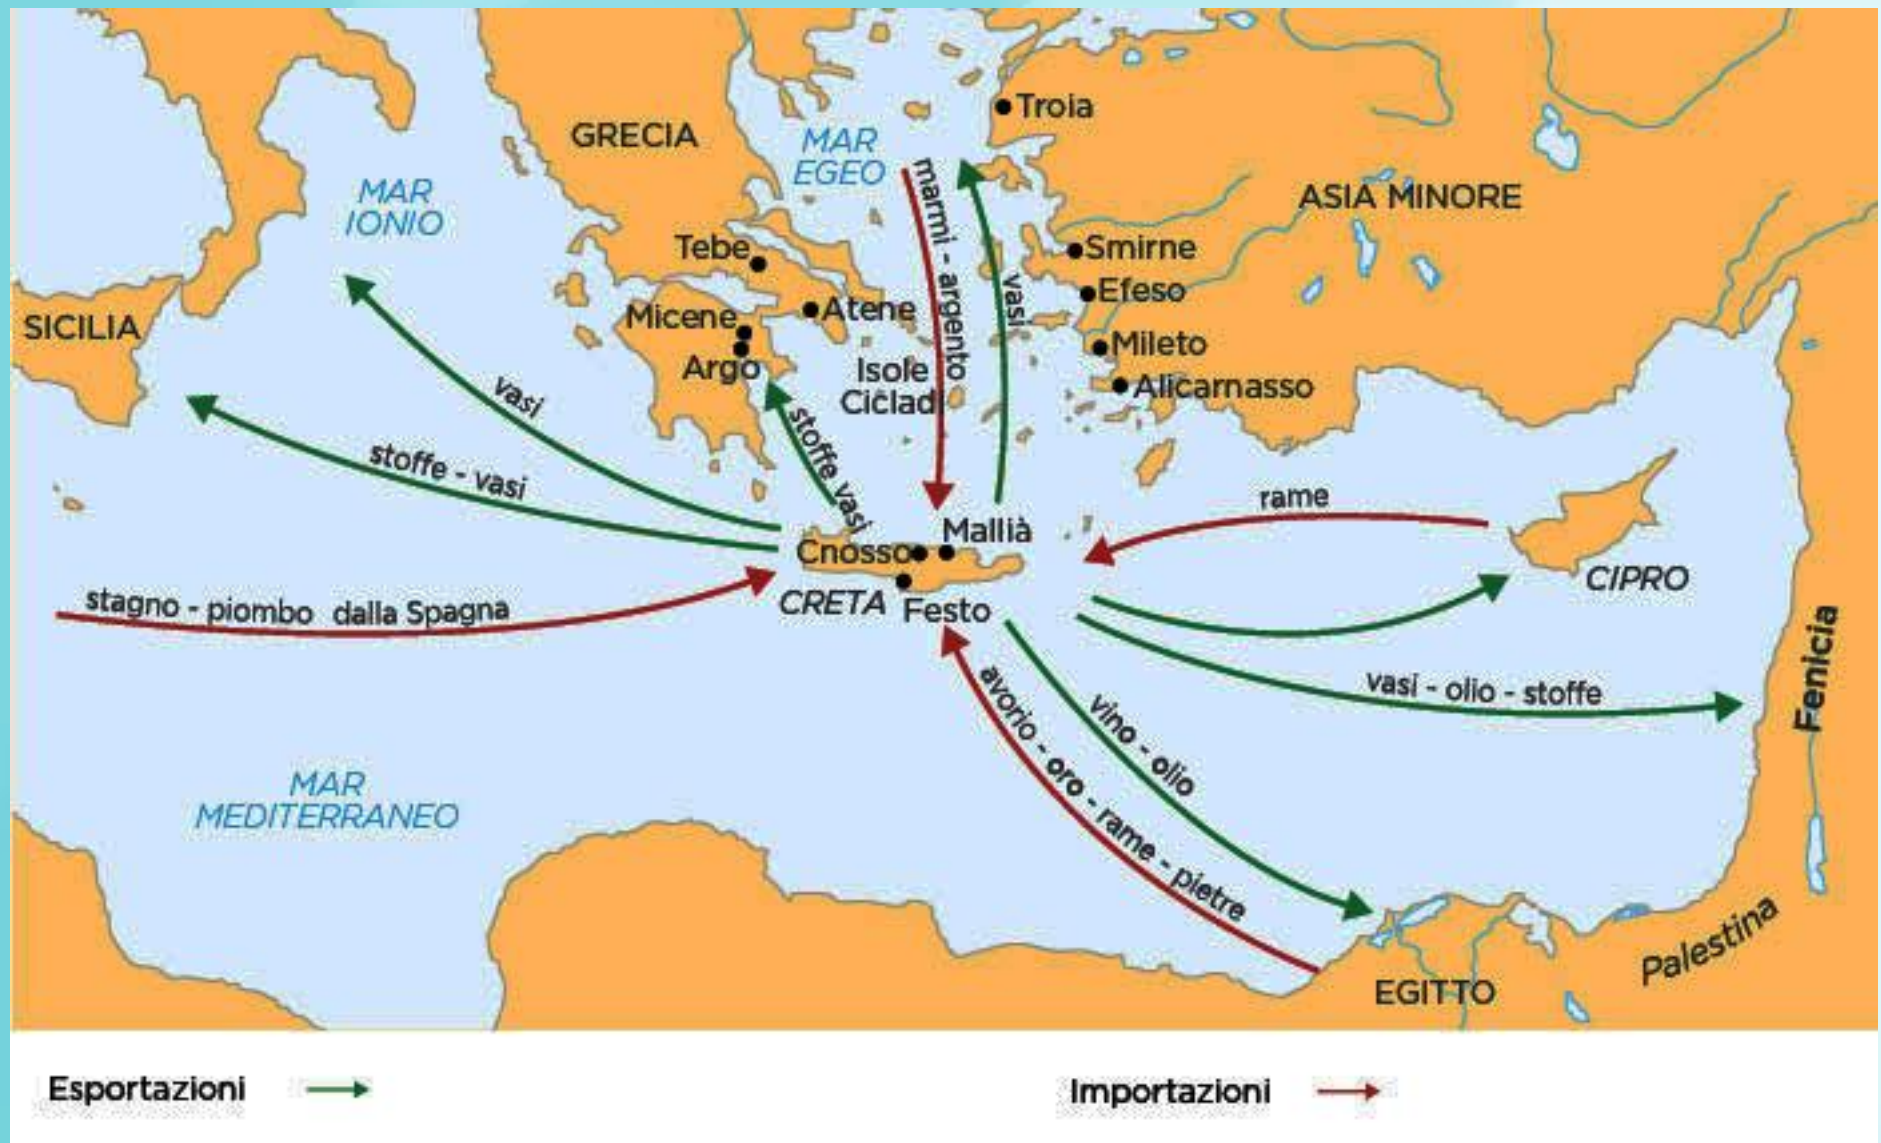 GRECIA
MAR
EGEO
Troia
ASIA MINORE
MAR
IONIO
marmi - argento
vasi
Tebe
Smirne
Efeso
SICILIA
Micene
Atene
Argo
Mileto
Isole
Cicladi
Alicarnasso
vasi
stoffe vasi
stoffe - vasi
rame
Mallià
Cnosso
CRETA
Festo
CIPRO
stagno - piombo dalla Spagna
Fenicia
vasi - olio - stoffe
vino - olio
avorio - oro - rame - pietre
MAR
MEDITERRANEO
Palestina
EGITTO
Esportazioni
Importazioni